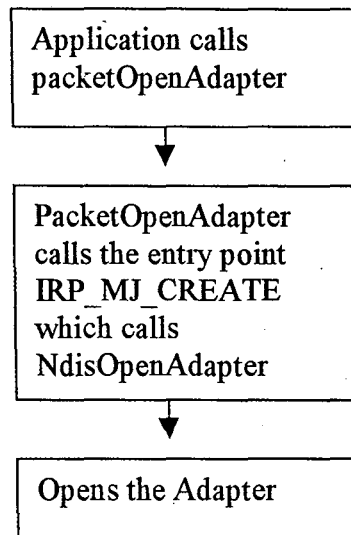 Application calls
packetOpenAdapter
PacketOpenAdapter
calls the entry point
IRP_MJ_CREATE
which calls
NdisOpenAdapter
Opens the Adapter